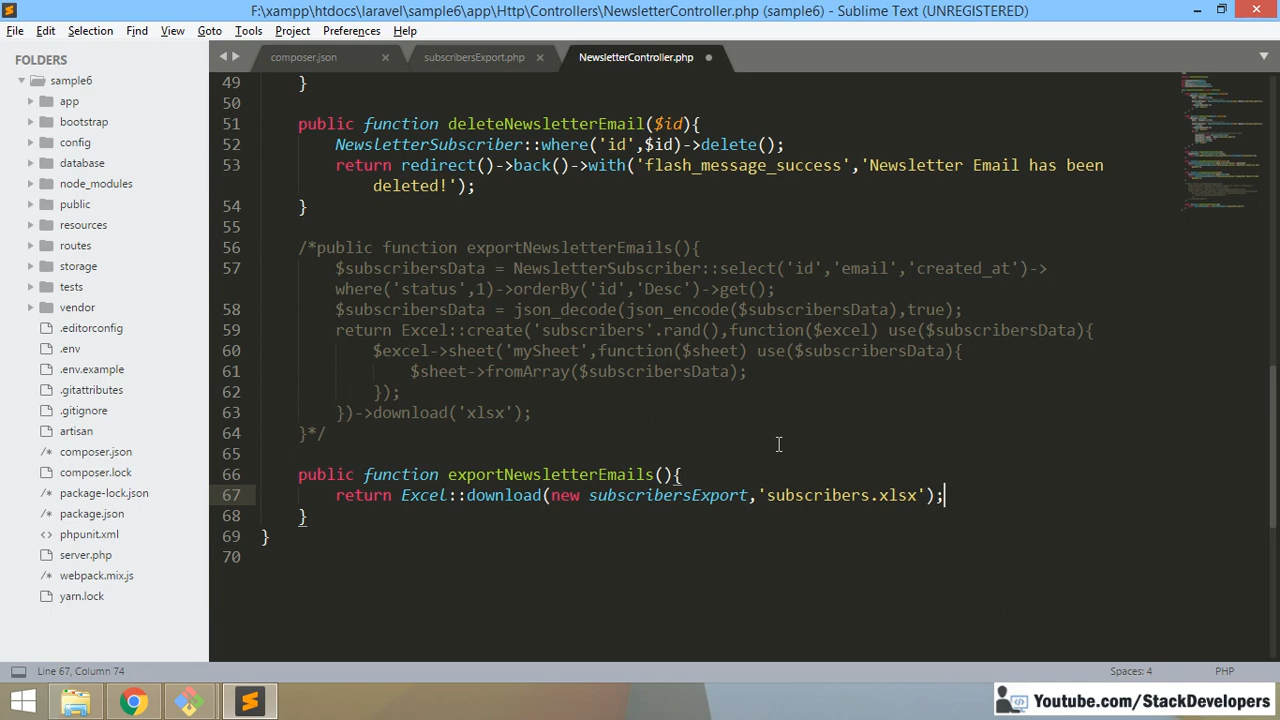 F:\xampp\htdocs\laravel\sample6\app\Http\Controllers\NewsletterController.php (sample6) - Sublime Text (UNREGISTERED)
File Edit Selection Find View Goto Tools Project Preferences Help
FOLDERS
sample6
app
bootstrap
config
database
node_modules
public
resources
routes
storage
tests
vendor
.editorconfig
.env
.env.example
.gitattributes
.gitignore
artisan
composer.json
composer.lock
package-lock.json
package.json
phpunit.xml
server.php
webpack.mix.js
yarn.lock
composer.json subscribersExport.php NewsletterController.php
49 }
50
51 public function deleteNewsletterEmail($id){
52 NewsletterSubscriber::where('id',$id)->delete();
53 return redirect()->back()->with('flash_message_success','Newsletter Email has been
deleted!');
54 }
55
56 /*public function exportNewsletterEmails(){
57 $subscribersData = NewsletterSubscriber::select('id','email','created_at')->
where('status',1)->orderBy('id','Desc')->get();
58 $subscribersData = json_decode(json_encode($subscribersData),true);
59 return Excel::create('subscribers'.rand(),function($excel) use($subscribersData){
60 $excel->sheet('mySheet',function($sheet) use($subscribersData){
61 $sheet->fromArray($subscribersData);
62 });
63 })->download('xlsx');
64 }*/
65
66 public function exportNewsletterEmails(){
67 return Excel::download(new subscribersExport,'subscribers.xlsx');
68 }
69 }
70
Line 67, Column 74 Spaces: 4 PHP
Youtube.com/StackDevelopers